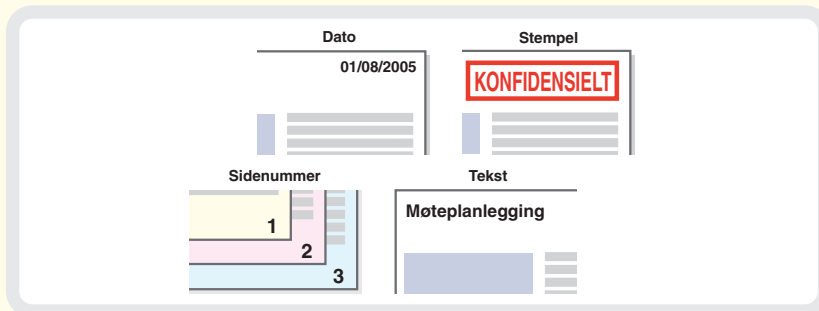 Dato
01/08/2005
Stempel
KONFIDENSIELT
Sidenummer
1
2
3
Tekst
Møteplanlegging